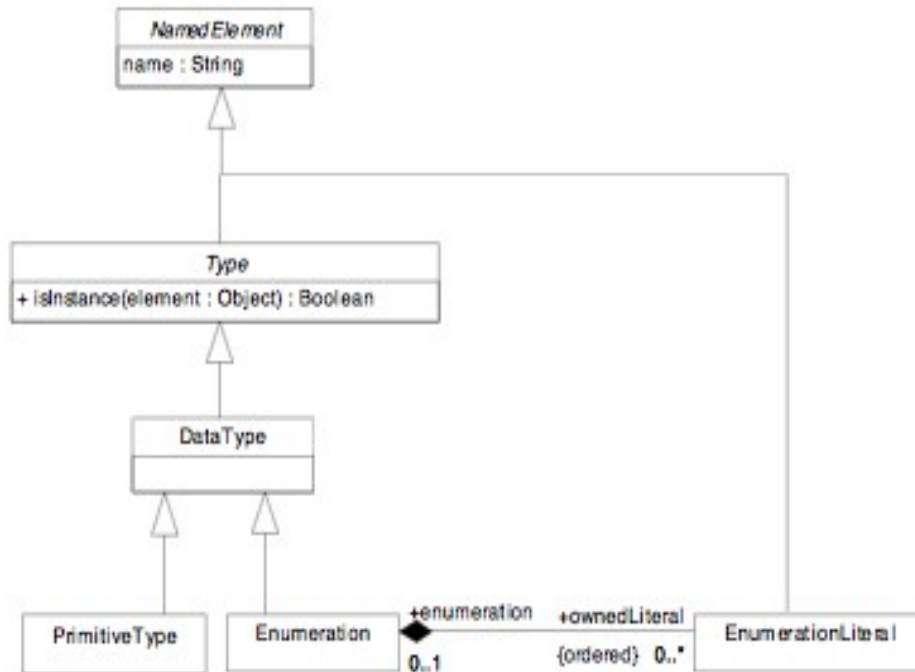 NamedElement
name : String
Type
+ isInstance(element : Object) : Boolean
DataType
PrimitiveType
Enumeration
+enumeration
0..1
+ownedLiteral
{ordered} 0..*
EnumerationLiteral